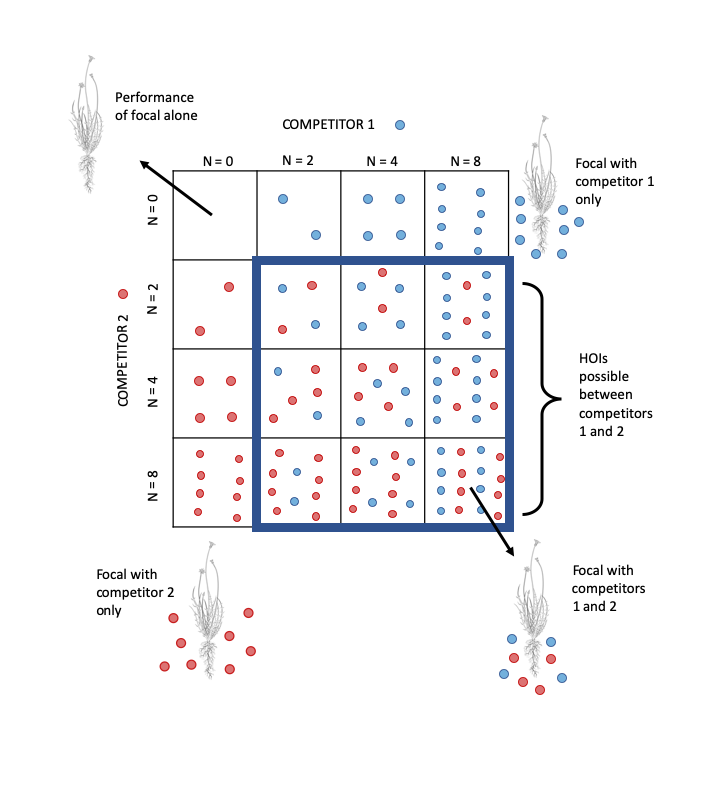 Performance
of focal alone
COMPETITOR 1
N = 0
N = 2
N = 4
N = 8
Focal with
competitor 1
only
COMPETITOR 2
N = 0
N = 2
N = 4
N = 8
HOIs
possible
between
competitors
1 and 2
Focal with
competitor 2
only
Focal with
competitors
1 and 2